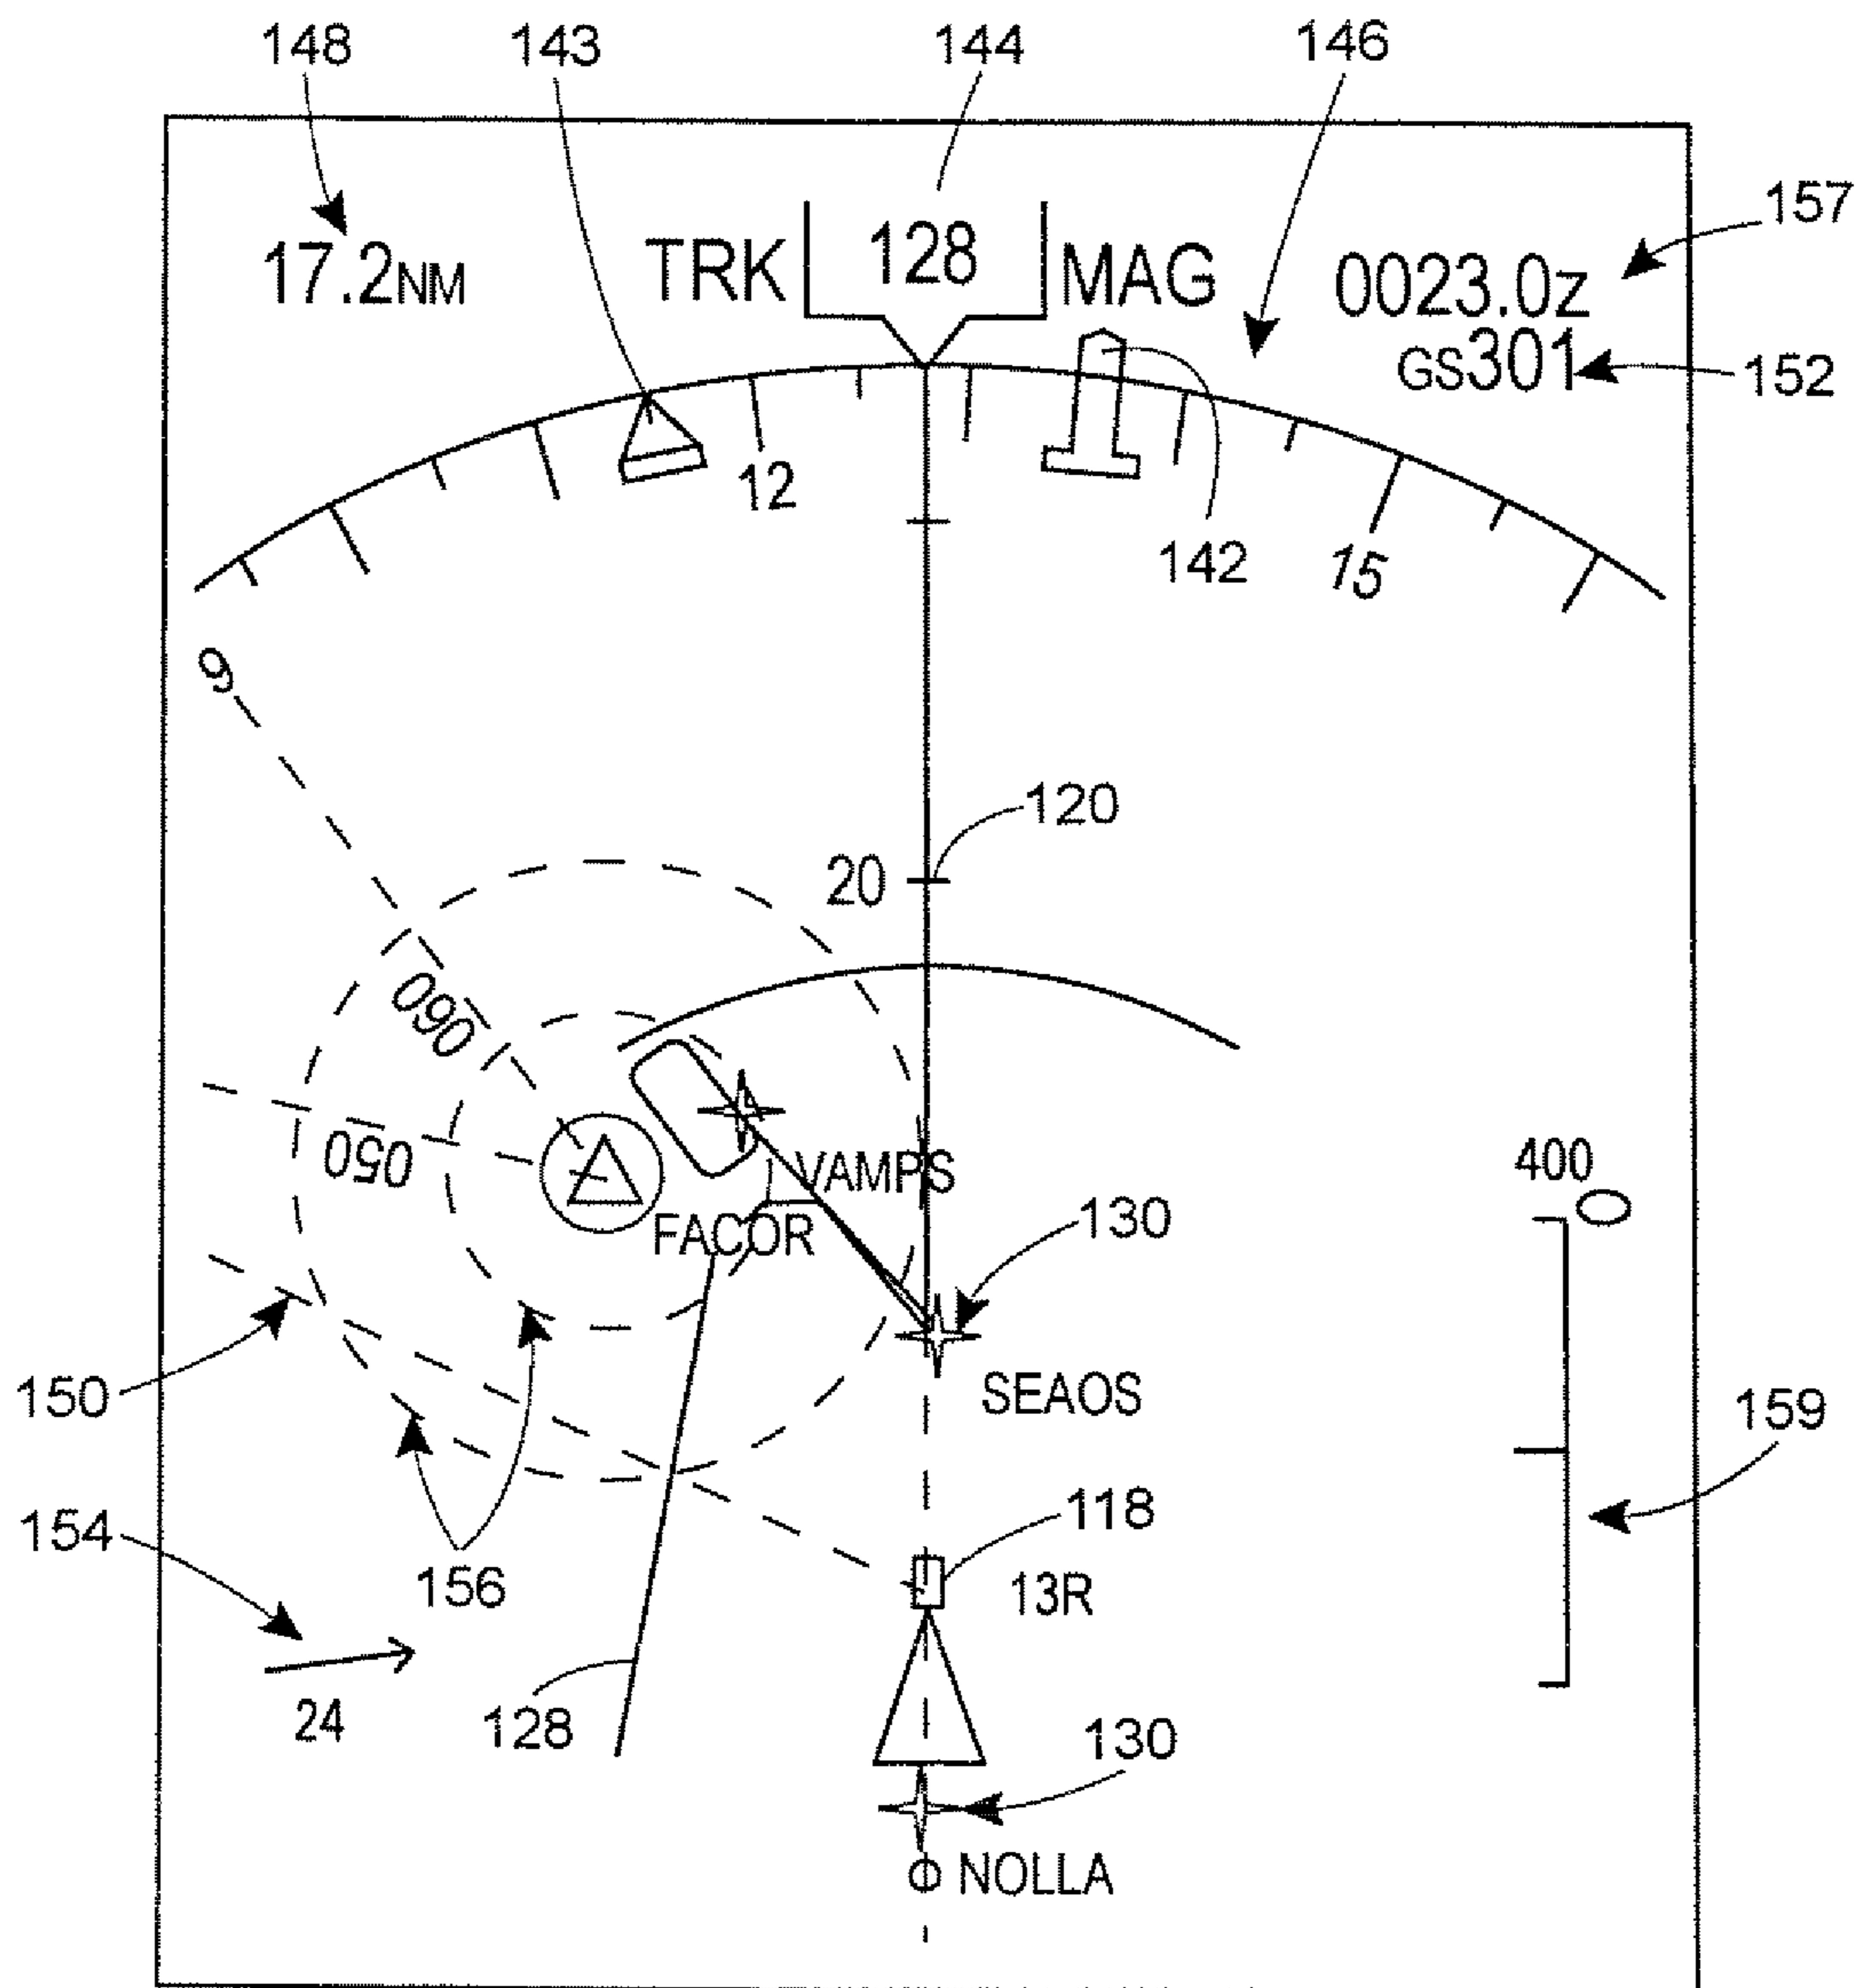 148 143 144 146
157
17.2NM TRK 128 MAG 0023.0z
GS301 152
12
142 15
9
120
20
060
400
050 VAMPS
130
FACOR
150 SEAOS 159
118
154 156 13R
24 128 130
NOLLA